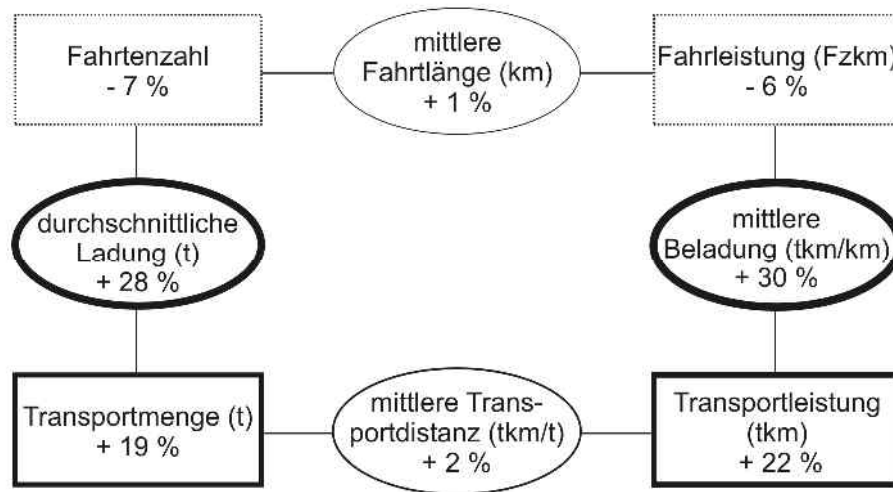 Fahrtenzahl
- 7 %
mittlere
Fahrtlänge (km)
+ 1 %
Fahrleistung (Fzkm)
- 6 %
durchschnittliche
Ladung (t)
+ 28 %
mittlere
Beladung (tkm/km)
+ 30 %
Transportmenge (t)
+ 19 %
mittlere Trans-
portdistanz (tkm/t)
+ 2 %
Transportleistung
(tkm)
+ 22 %